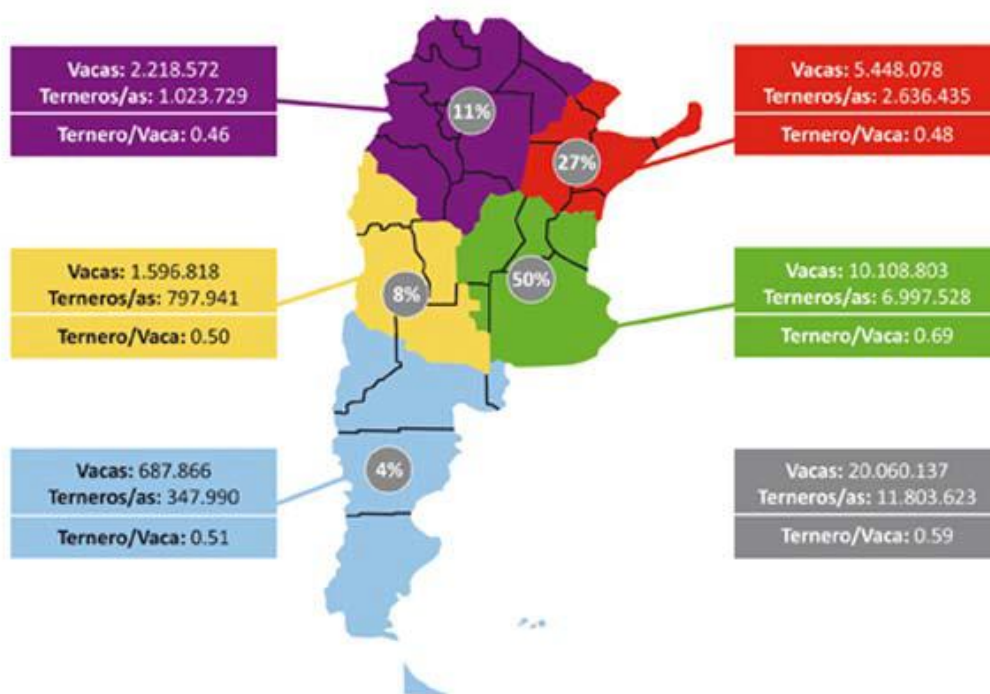 Vacas: 2.218.572
Terneros/as: 1.023.729
Ternero/Vaca: 0.46
11%
Vacas: 5.448.078
Terneros/as: 2.636.435
Ternero/Vaca: 0.48
27%
Vacas: 1.596.818
Terneros/as: 797.941
Ternero/Vaca: 0.50
8%
50%
Vacas: 10.108.803
Terneros/as: 6.997.528
Ternero/Vaca: 0.69
Vacas: 687.866
Terneros/as: 347.990
Ternero/Vaca: 0.51
4%
Vacas: 20.060.137
Terneros/as: 11.803.623
Ternero/Vaca: 0.59